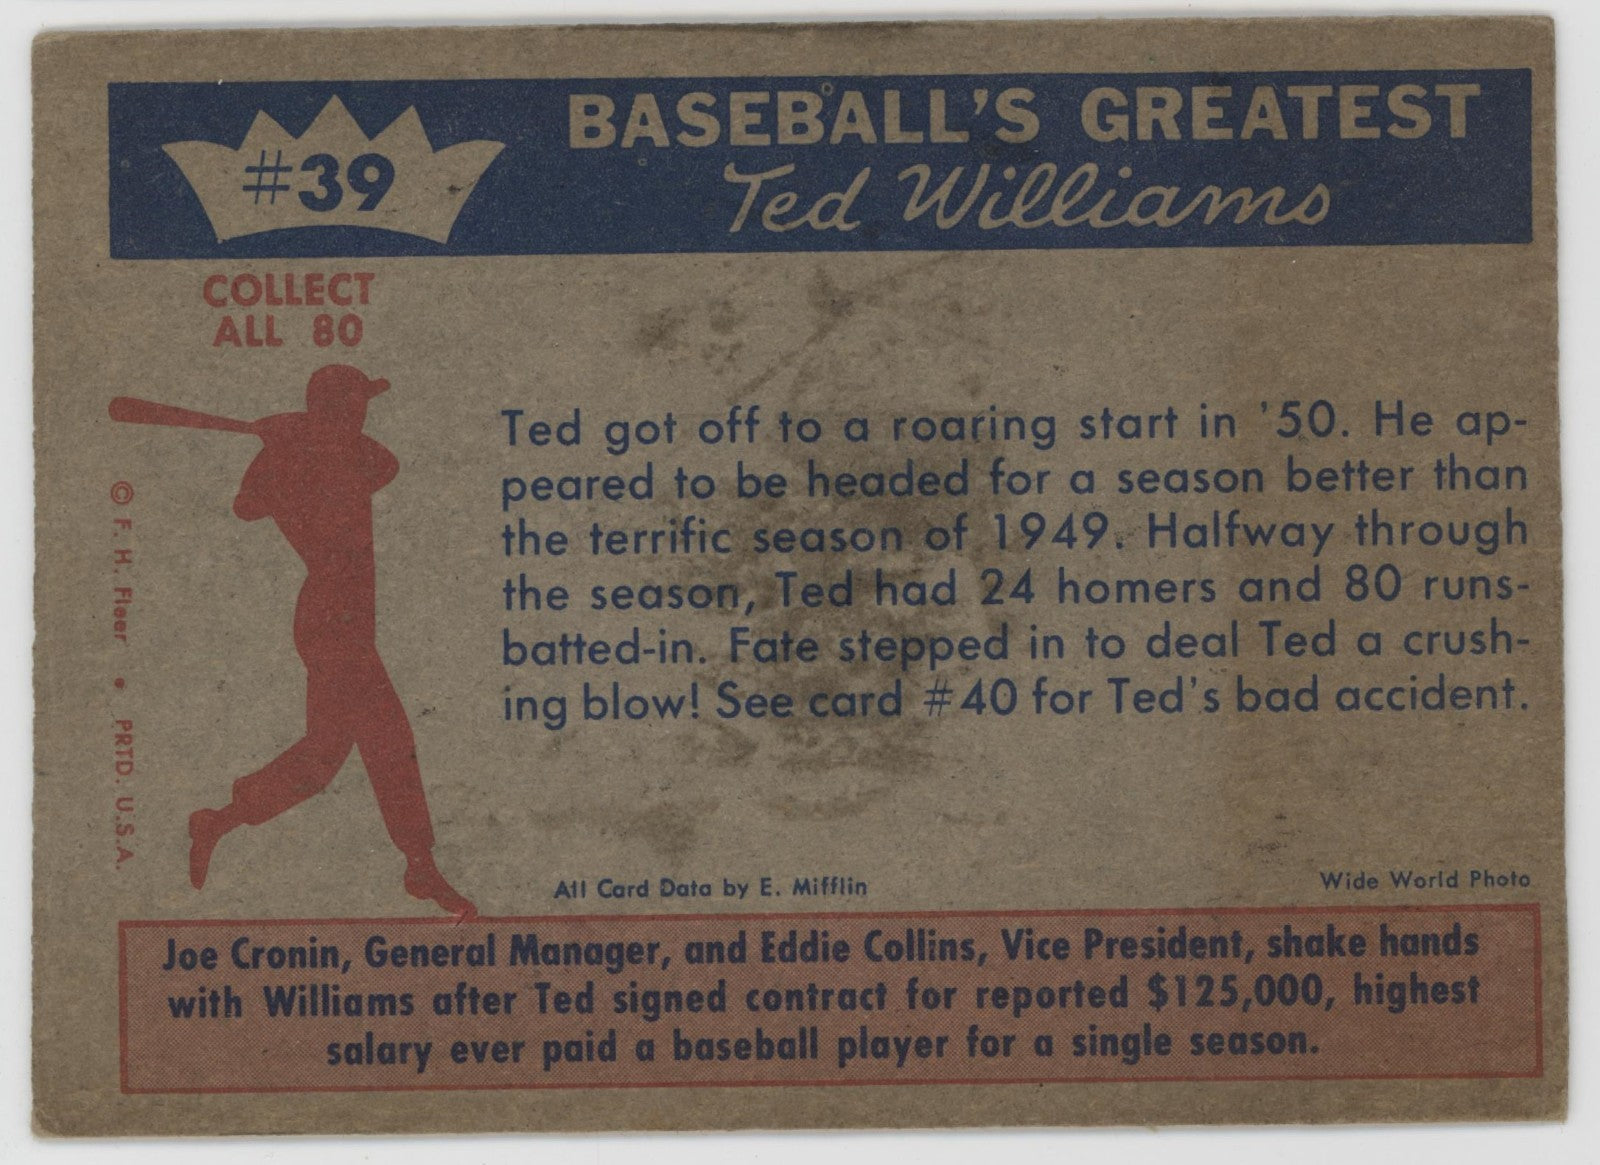 #39
BASEBALL'S GREATEST
Ted Williams
COLLECT
ALL 80
© F. H. Fleer • PRTD. U.S.A.
Ted got off to a roaring start in '50. He ap-
peared to be headed for a season better than
the terrific season of 1949. Halfway through
the season, Ted had 24 homers and 80 runs-
batted-in. Fate stepped in to deal Ted a crush-
ing blow! See card #40 for Ted's bad accident.
All Card Data by E. Mifflin
Wide World Photo
Joe Cronin, General Manager, and Eddie Collins, Vice President, shake hands
with Williams after Ted signed contract for reported $125,000, highest
salary ever paid a baseball player for a single season.